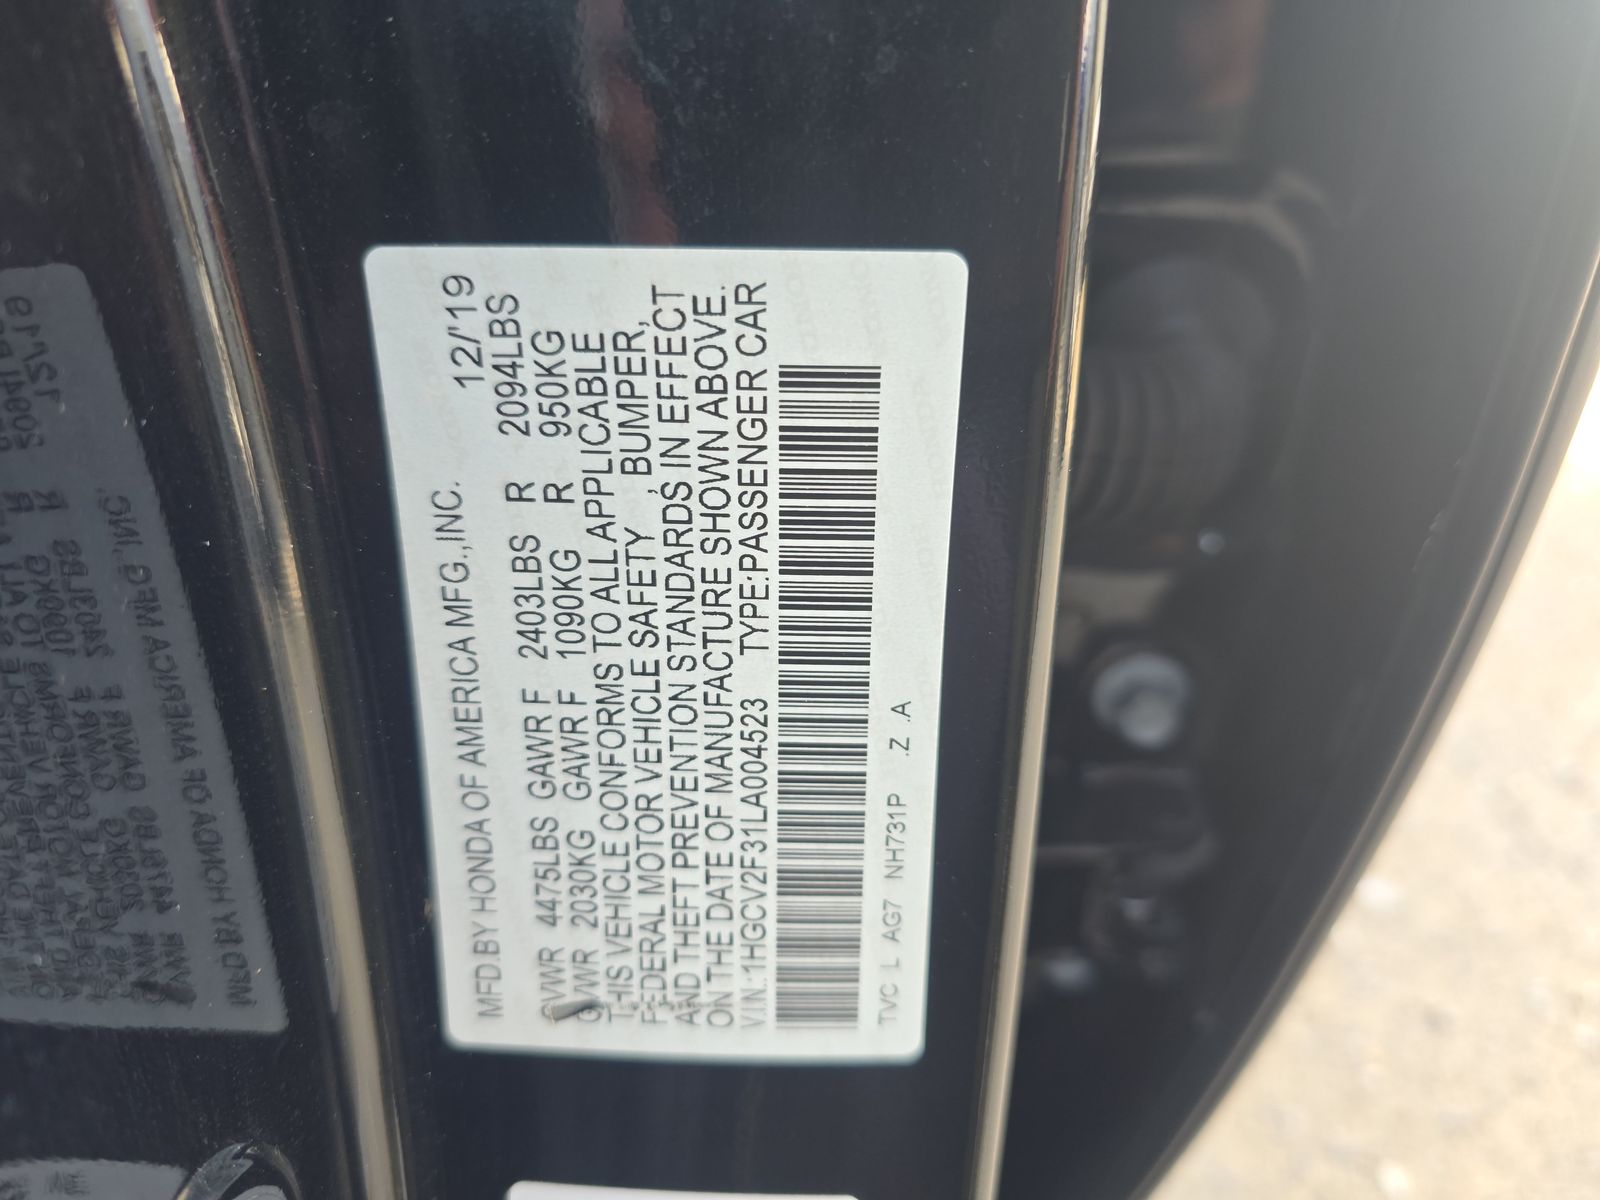 MFD.BY HONDA OF AMERICA MFG.,INC. 12/'19
GVWR 4475LBS GAWR F 2403LBS R 2094LBS
GVWR 2030KG GAWR F 1090KG R 950KG
THIS VEHICLE CONFORMS TO ALL APPLICABLE
FEDERAL MOTOR VEHICLE SAFETY , BUMPER,
AND THEFT PREVENTION STANDARDS IN EFFECT
ON THE DATE OF MANUFACTURE SHOWN ABOVE.
V.I.N.:1HGCV2F31LA004523 TYPE:PASSENGER CAR
TVC L AG7 NH731P .Z .A